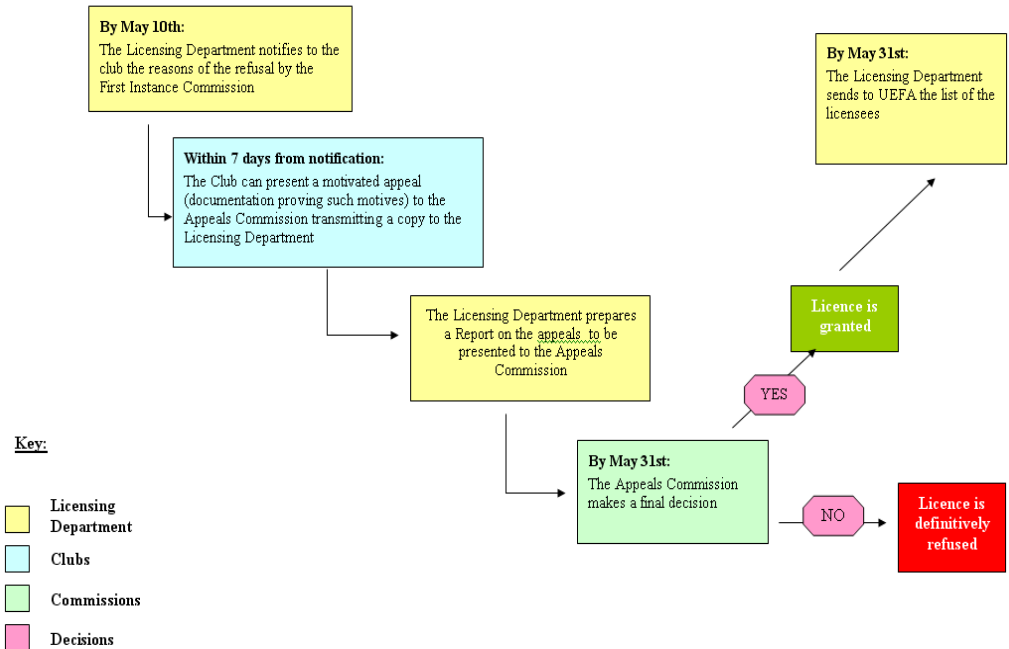 By May 10th:
The Licensing Department notifies to the
club the reasons of the refusal by the
First Instance Commission
By May 31st:
The Licensing Department
sends to UEFA the list of the
licensees
Within 7 days from notification:
The Club can present a motivated appeal
(documentation proving such motives) to the
Appeals Commission transmitting a copy to the
Licensing Department
The Licensing Department prepares
a Report on the appeals to be
presented to the Appeals
Commission
Licence is
granted
YES
By May 31st:
The Appeals Commission
makes a final decision
NO
Licence is
definitively
refused
Key:
Licensing
Department
Clubs
Commissions
Decisions